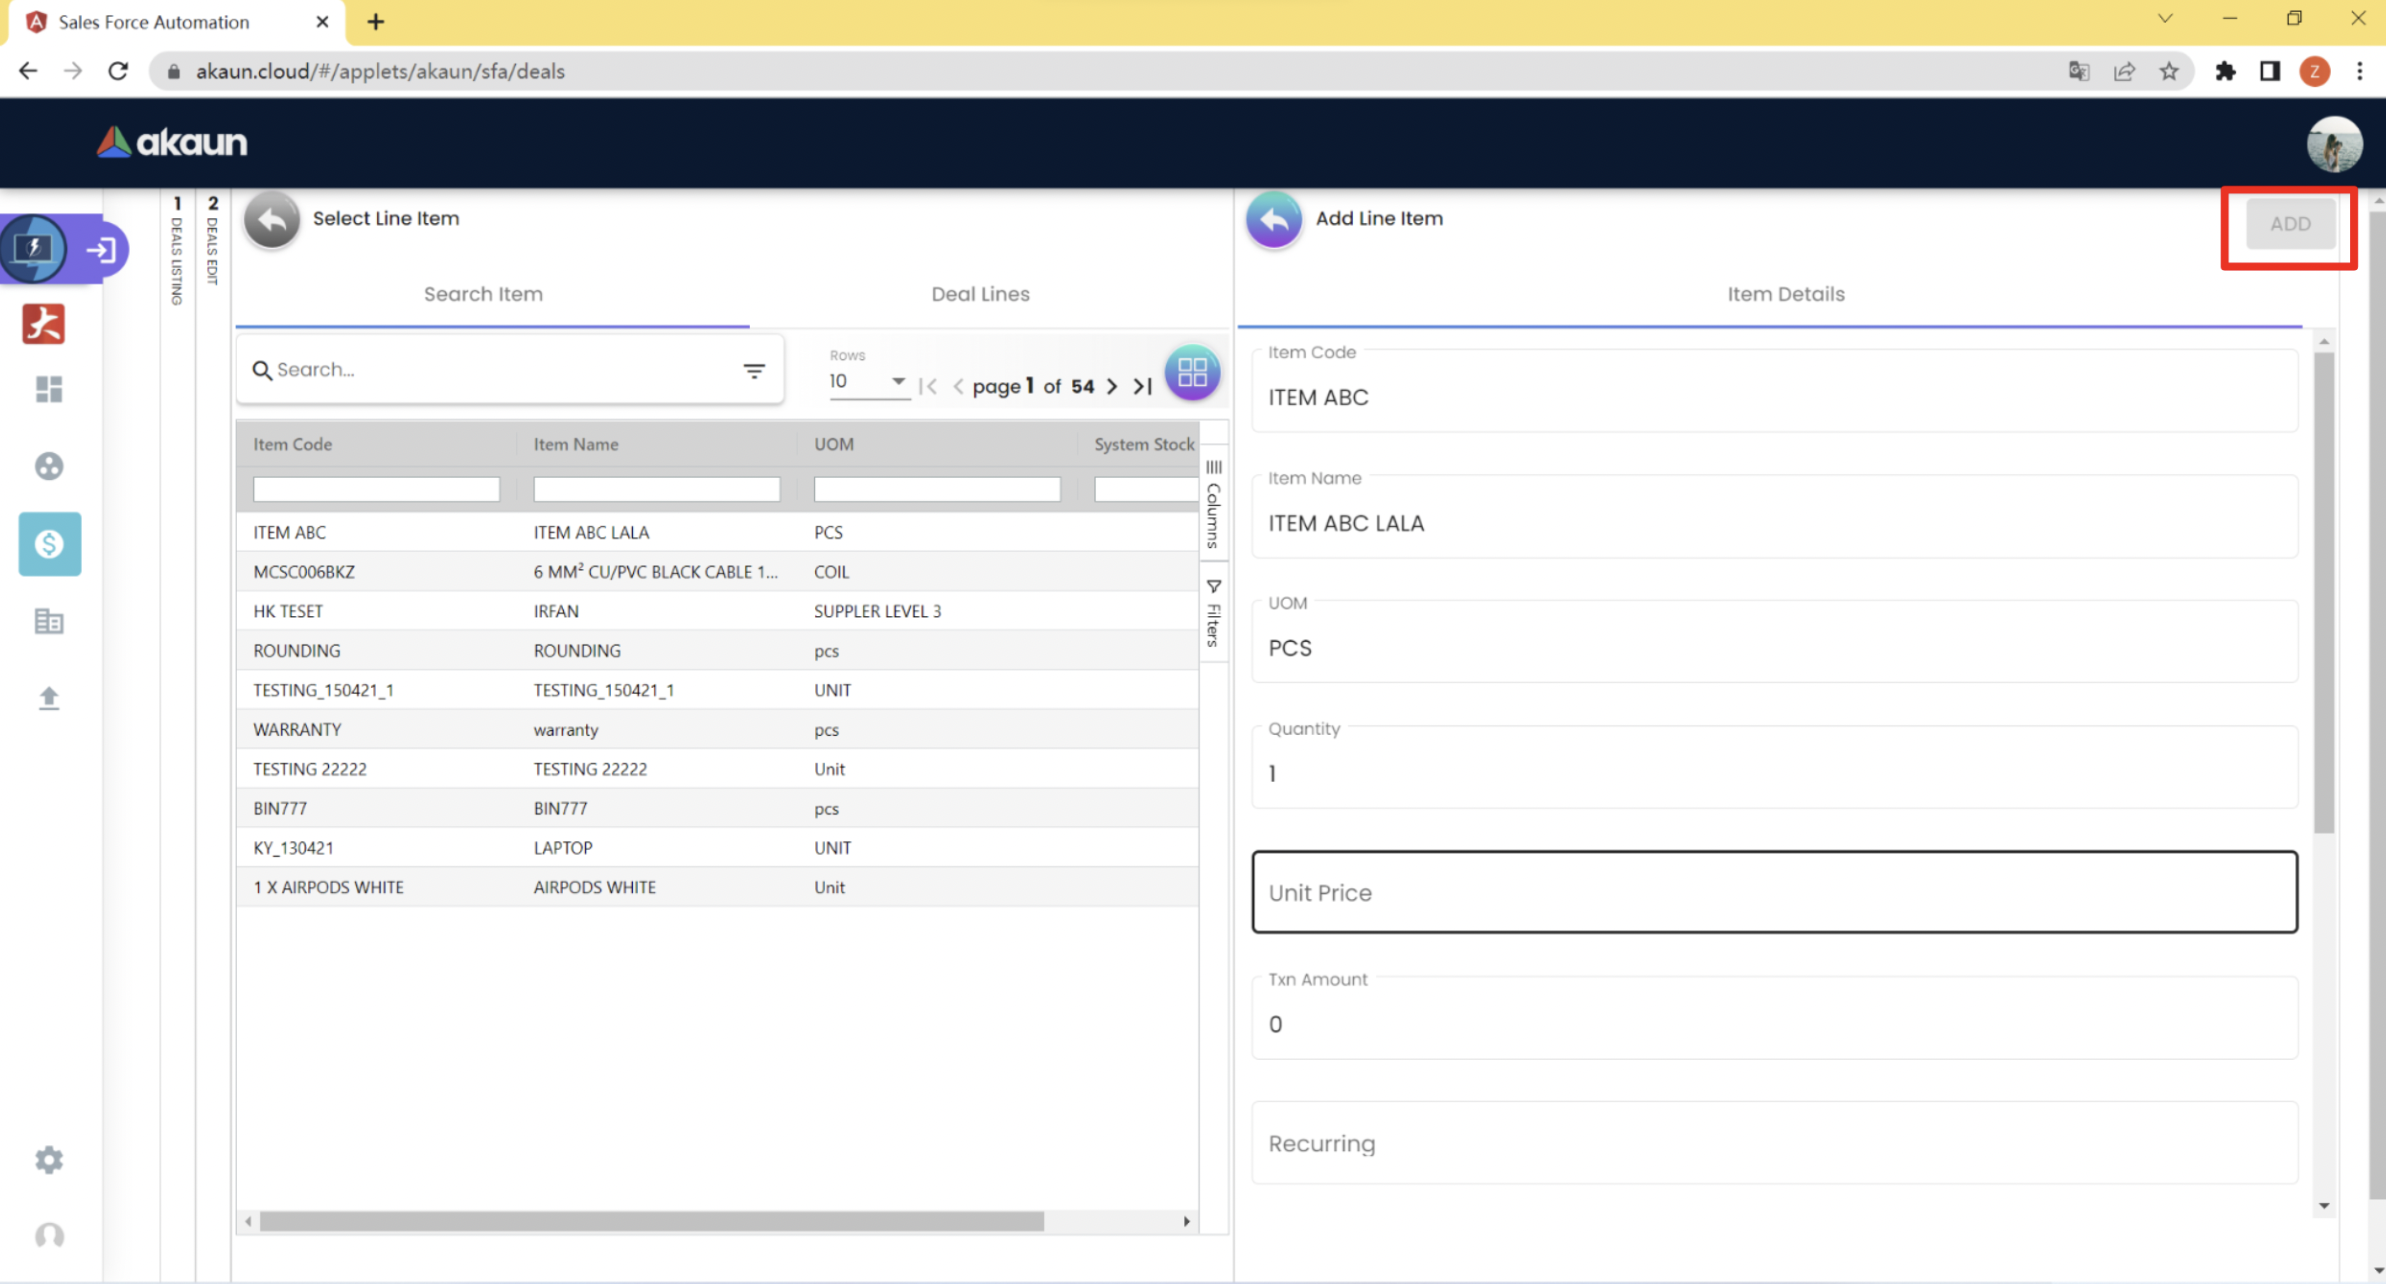 Sales Force Automation
akaun.cloud/#/applets/akaun/sfa/deals
Z
akaun
1 DEALS LISTING
2 DEALS EDIT
Select Line Item
Search Item
Deal Lines
Search...
Rows
10
page 1 of 54
Item Code Item Name UOM System Stock
ITEM ABC ITEM ABC LALA PCS
MCSC006BKZ 6 MM² CU/PVC BLACK CABLE 1... COIL
HK TESET IRFAN SUPPLER LEVEL 3
ROUNDING ROUNDING pcs
TESTING_150421_1 TESTING_150421_1 UNIT
WARRANTY warranty pcs
TESTING 22222 TESTING 22222 Unit
BIN777 BIN777 pcs
KY_130421 LAPTOP UNIT
1 X AIRPODS WHITE AIRPODS WHITE Unit
Columns
Filters
Add Line Item
ADD
Item Details
Item Code
ITEM ABC
Item Name
ITEM ABC LALA
UOM
PCS
Quantity
1
Unit Price
Txn Amount
0
Recurring